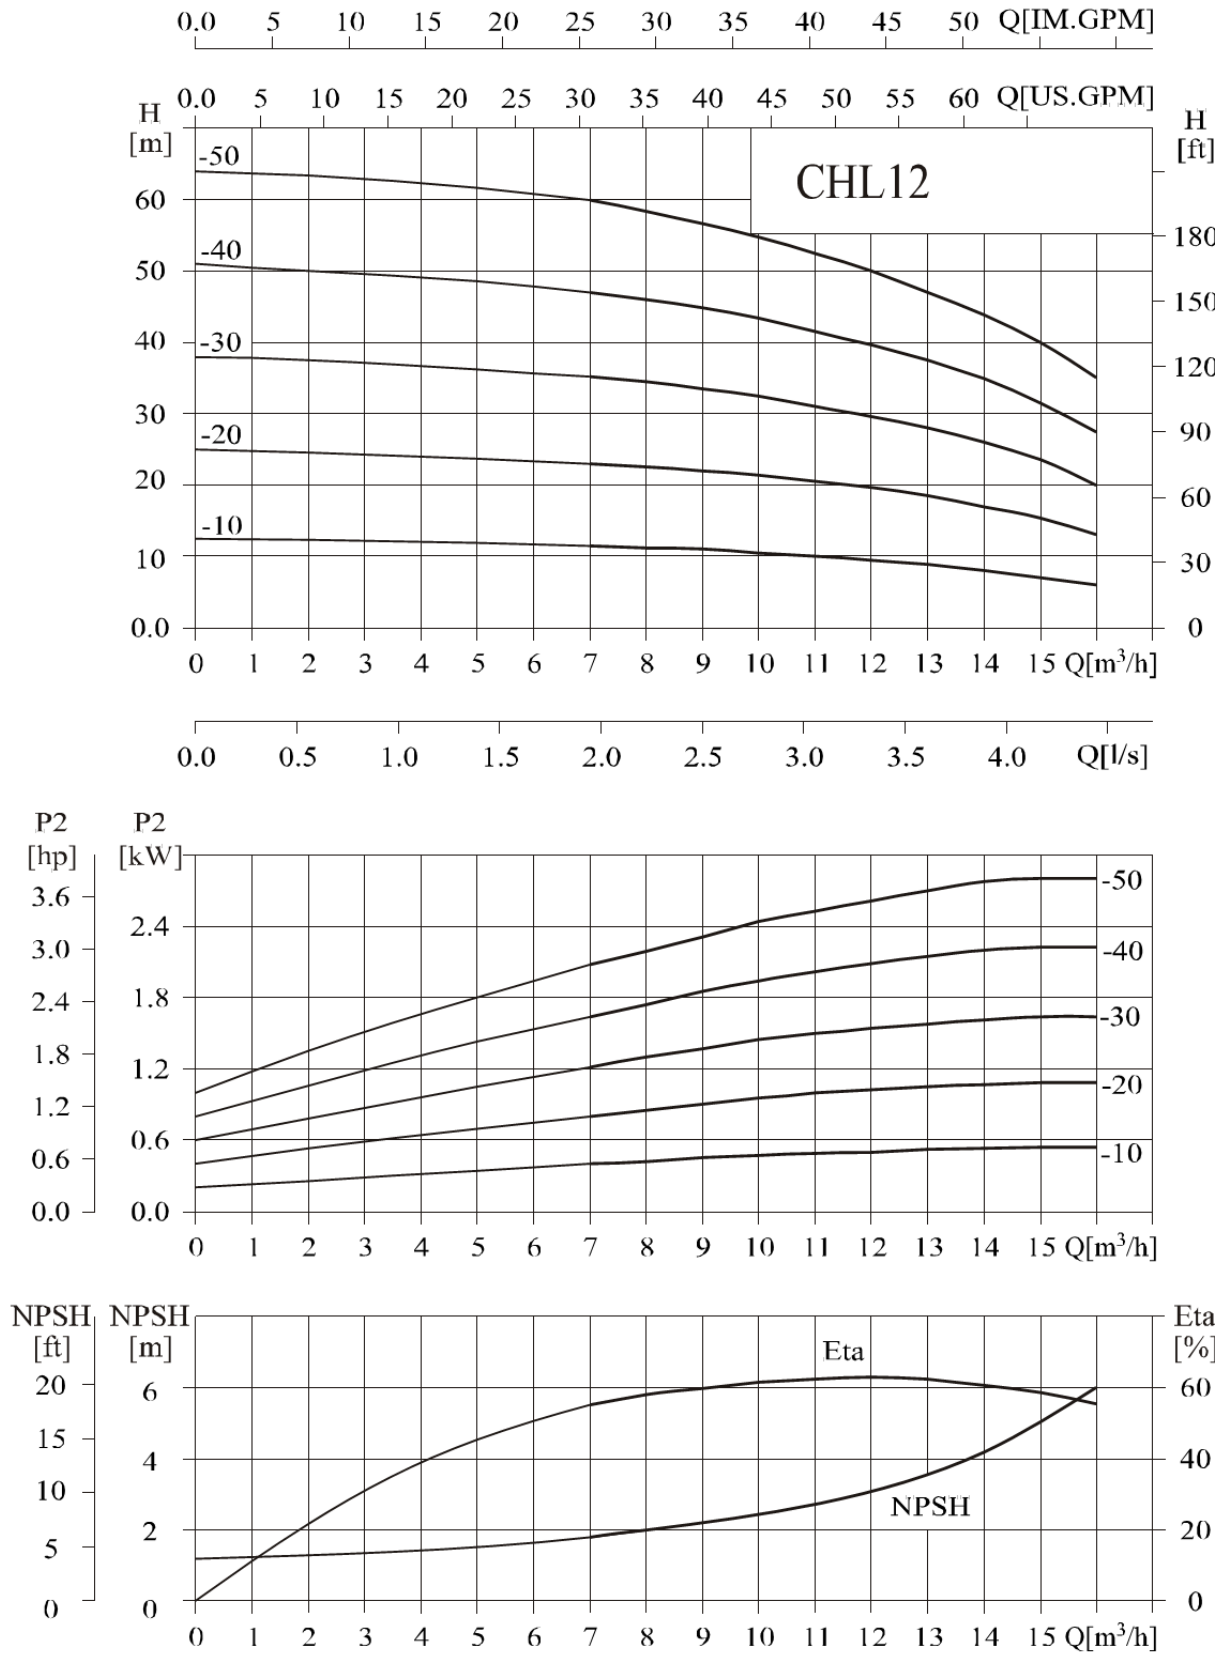 0.0 5 10 15 20 25 30 35 40 45 50 Q[IM.GPM]
0.0 5 10 15 20 25 30 35 40 45 50 55 60 Q[US.GPM]
H
[m]
H
[ft]
CHL12
-50
60
180
-40
50
150
-30
40
120
-20
30
90
20
60
-10
10
30
0.0
0
0 1 2 3 4 5 6 7 8 9 10 11 12 13 14 15 Q[m³/h]
0.0 0.5 1.0 1.5 2.0 2.5 3.0 3.5 4.0 Q[l/s]
P2 P2
[hp] [kW]
3.6
-50
2.4
3.0
-40
2.4
1.8
-30
1.8
1.2
-20
1.2
0.6
-10
0.6
0.0 0.0
0 1 2 3 4 5 6 7 8 9 10 11 12 13 14 15 Q[m³/h]
NPSH NPSH Eta
[ft] [m] [%]
Eta
20 6 60
15 4 40
10
NPSH
2 20
5
0 0 0
0 1 2 3 4 5 6 7 8 9 10 11 12 13 14 15 Q[m³/h]